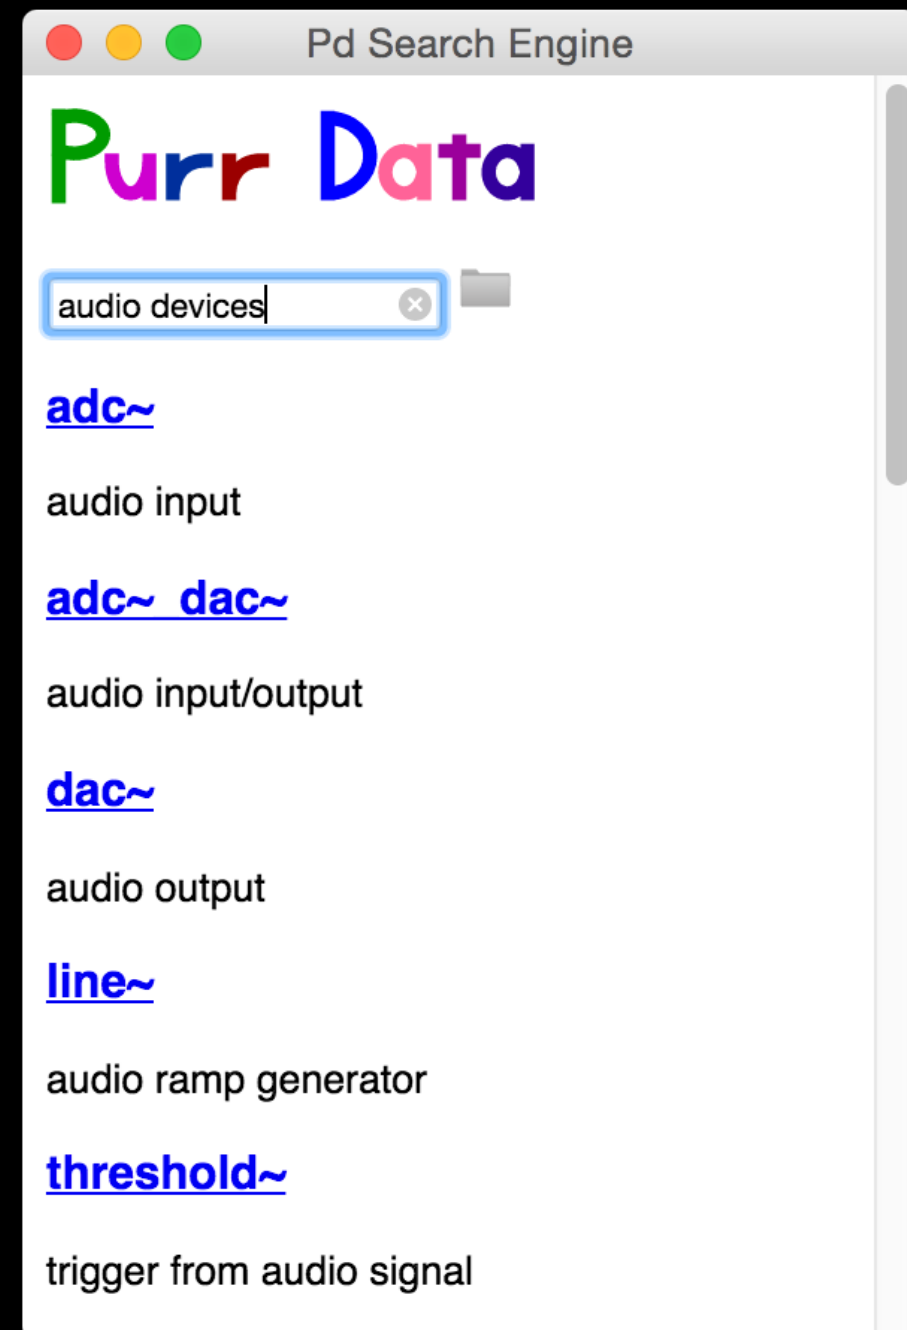 Pd Search Engine
Purr Data
audio devices
adc~
audio input
adc~_dac~
audio input/output
dac~
audio output
line~
audio ramp generator
threshold~
trigger from audio signal